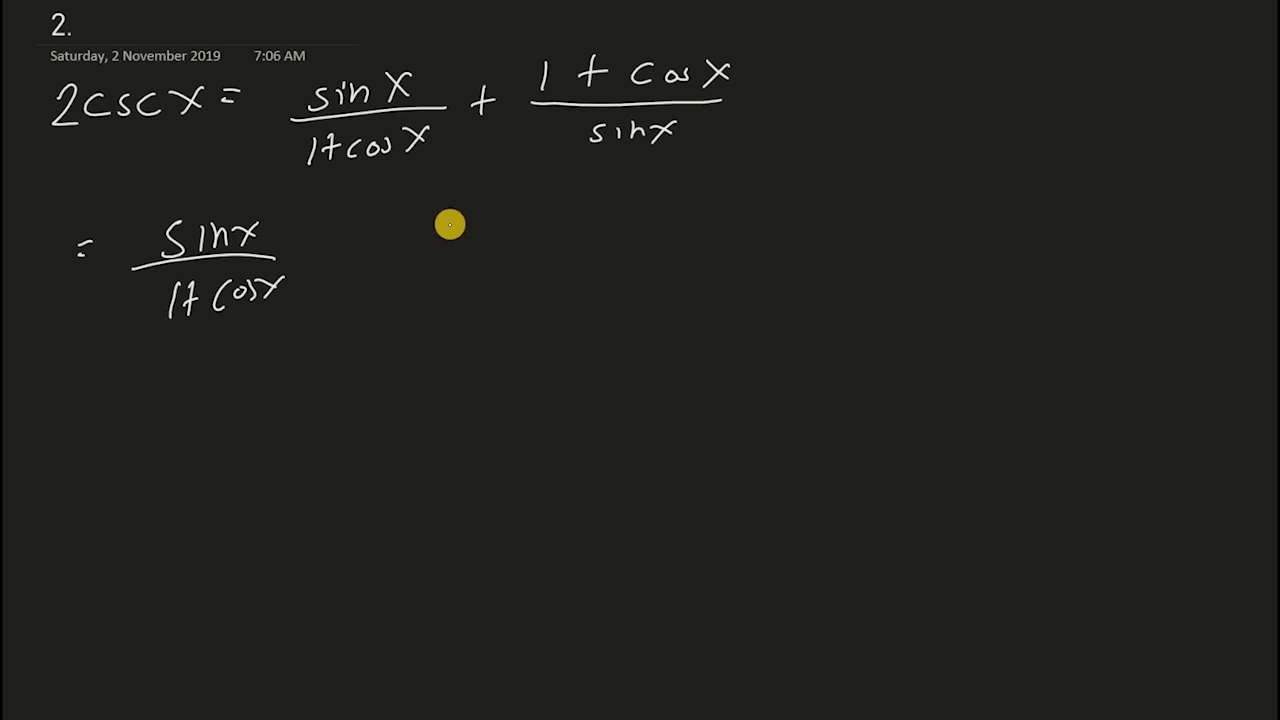 2.
Saturday, 2 November 2019 7:06 AM
2cscx = sinx/1+cosx + 1+cosx/sinx
= sinx/1+cosx